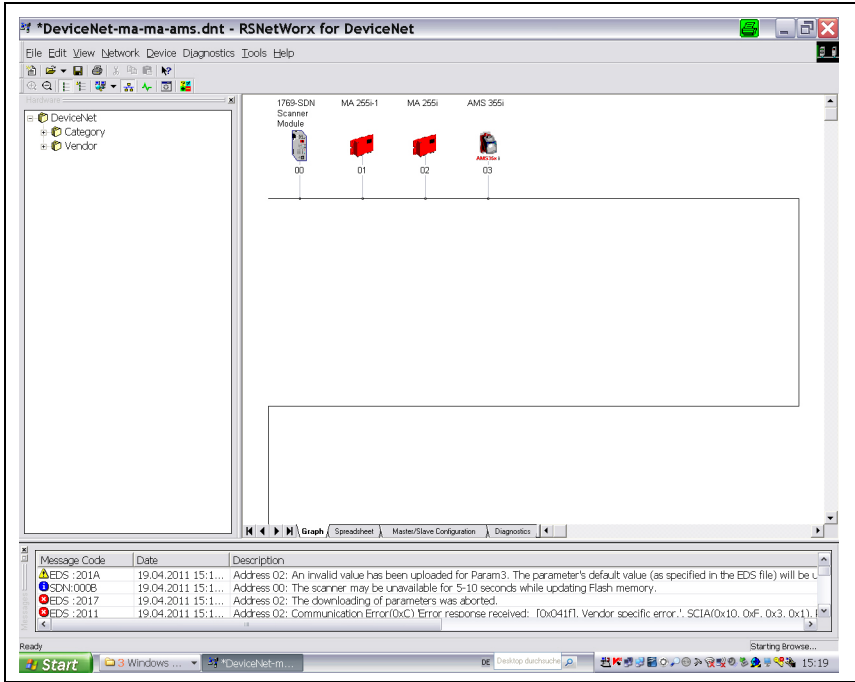 *DeviceNet-ma-ma-ams.dnt - RSNetWorx for DeviceNet
File Edit View Network Device Diagnostics Tools Help
Hardware
DeviceNet
Category
Vendor
1769-SDN Scanner Module
MA 255i-1
MA 255i
AMS 355i
AMS35x i
00
01
02
03
Graph
Spreadsheet
Master/Slave Configuration
Diagnostics
Messages
Message Code Date Description
EDS :201A 19.04.2011 15:1... Address 02: An invalid value has been uploaded for Param3. The parameter's default value (as specified in the EDS file) will be u
SDN:000B 19.04.2011 15:1... Address 00: The scanner may be unavailable for 5-10 seconds while updating Flash memory.
EDS :2017 19.04.2011 15:1... Address 02: The downloading of parameters was aborted.
EDS :2011 19.04.2011 15:1... Address 02: Communication Error(0xC) 'Error response received: [0x041f]. Vendor specific error.'. SCIA(0x10. 0xF. 0x3. 0x1).
Ready
Starting Browse...
Start
3 Windows ...
*DeviceNet-m...
DE
Desktop durchsuche
15:19